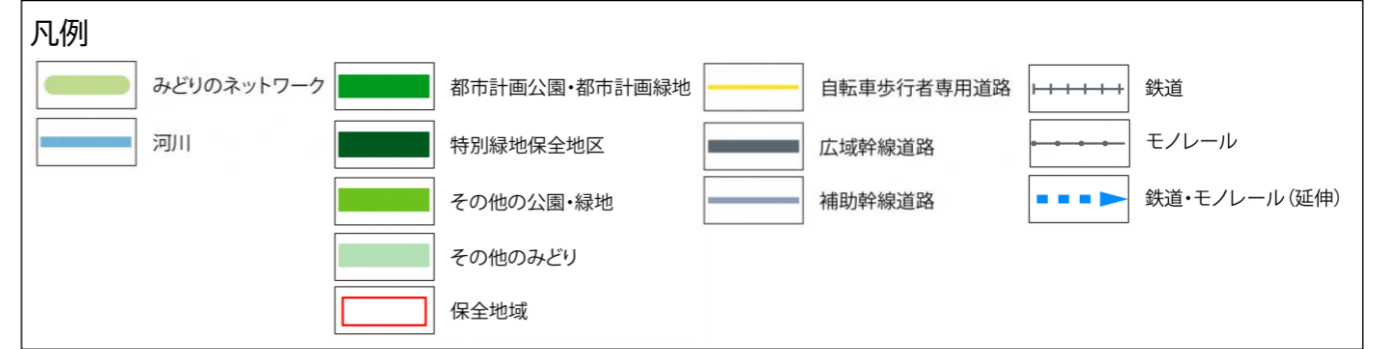 凡例
みどりのネットワーク
河川
都市計画公園・都市計画緑地
特別緑地保全地区
その他の公園・緑地
その他のみどり
保全地域
自転車歩行者専用道路
広域幹線道路
補助幹線道路
鉄道
モノレール
鉄道・モノレール（延伸）